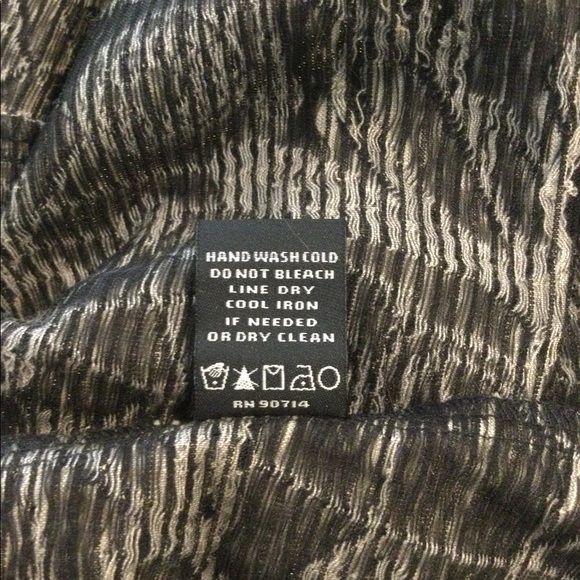 HAND WASH COLD
DO NOT BLEACH
LINE DRY
COOL IRON
IF NEEDED
OR DRY CLEAN
RN 90714